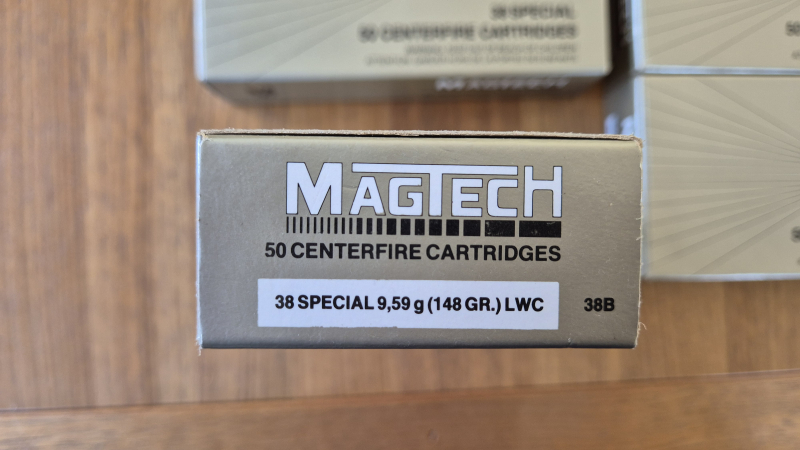 38 SPECIAL
50 CENTERFIRE CARTRIDGES
MAGTECH
50 CENTERFIRE CARTRIDGES
38 SPECIAL 9,59 g (148 GR.) LWC
38B